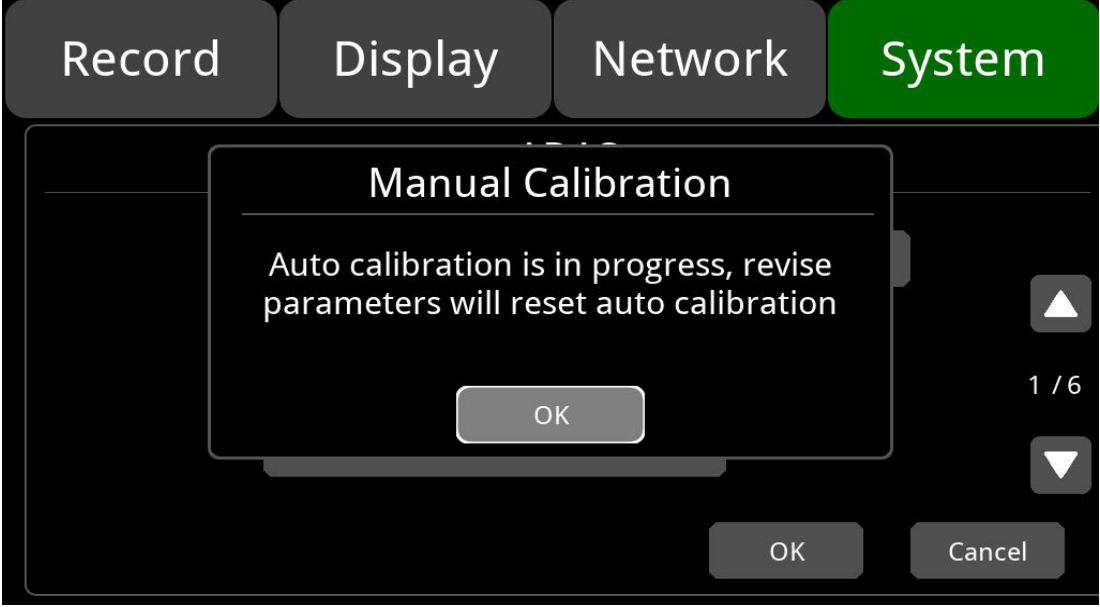 Record
Display
Network
System
Manual Calibration
Auto calibration is in progress, revise
parameters will reset auto calibration
OK
1 / 6
OK
Cancel